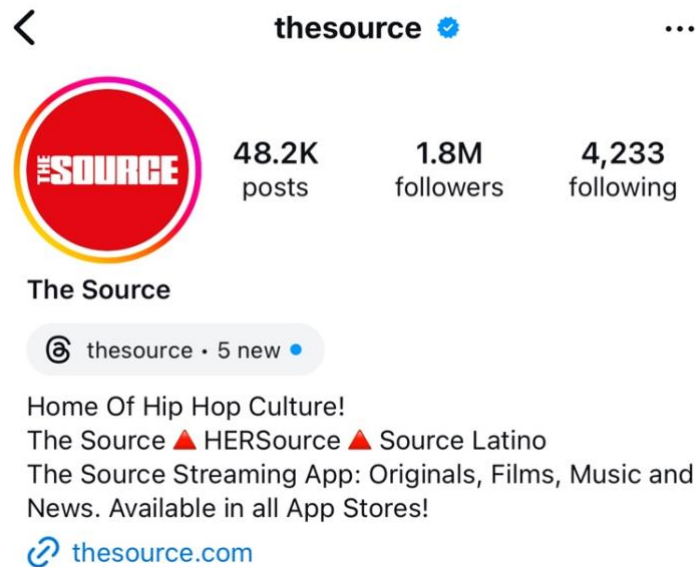 thesource
THE SOURCE
48.2K 1.8M 4,233
posts followers following
The Source
thesource • 5 new
Home Of Hip Hop Culture!
The Source 🔺 HERSource 🔺 Source Latino
The Source Streaming App: Originals, Films, Music and
News. Available in all App Stores!
thesource.com